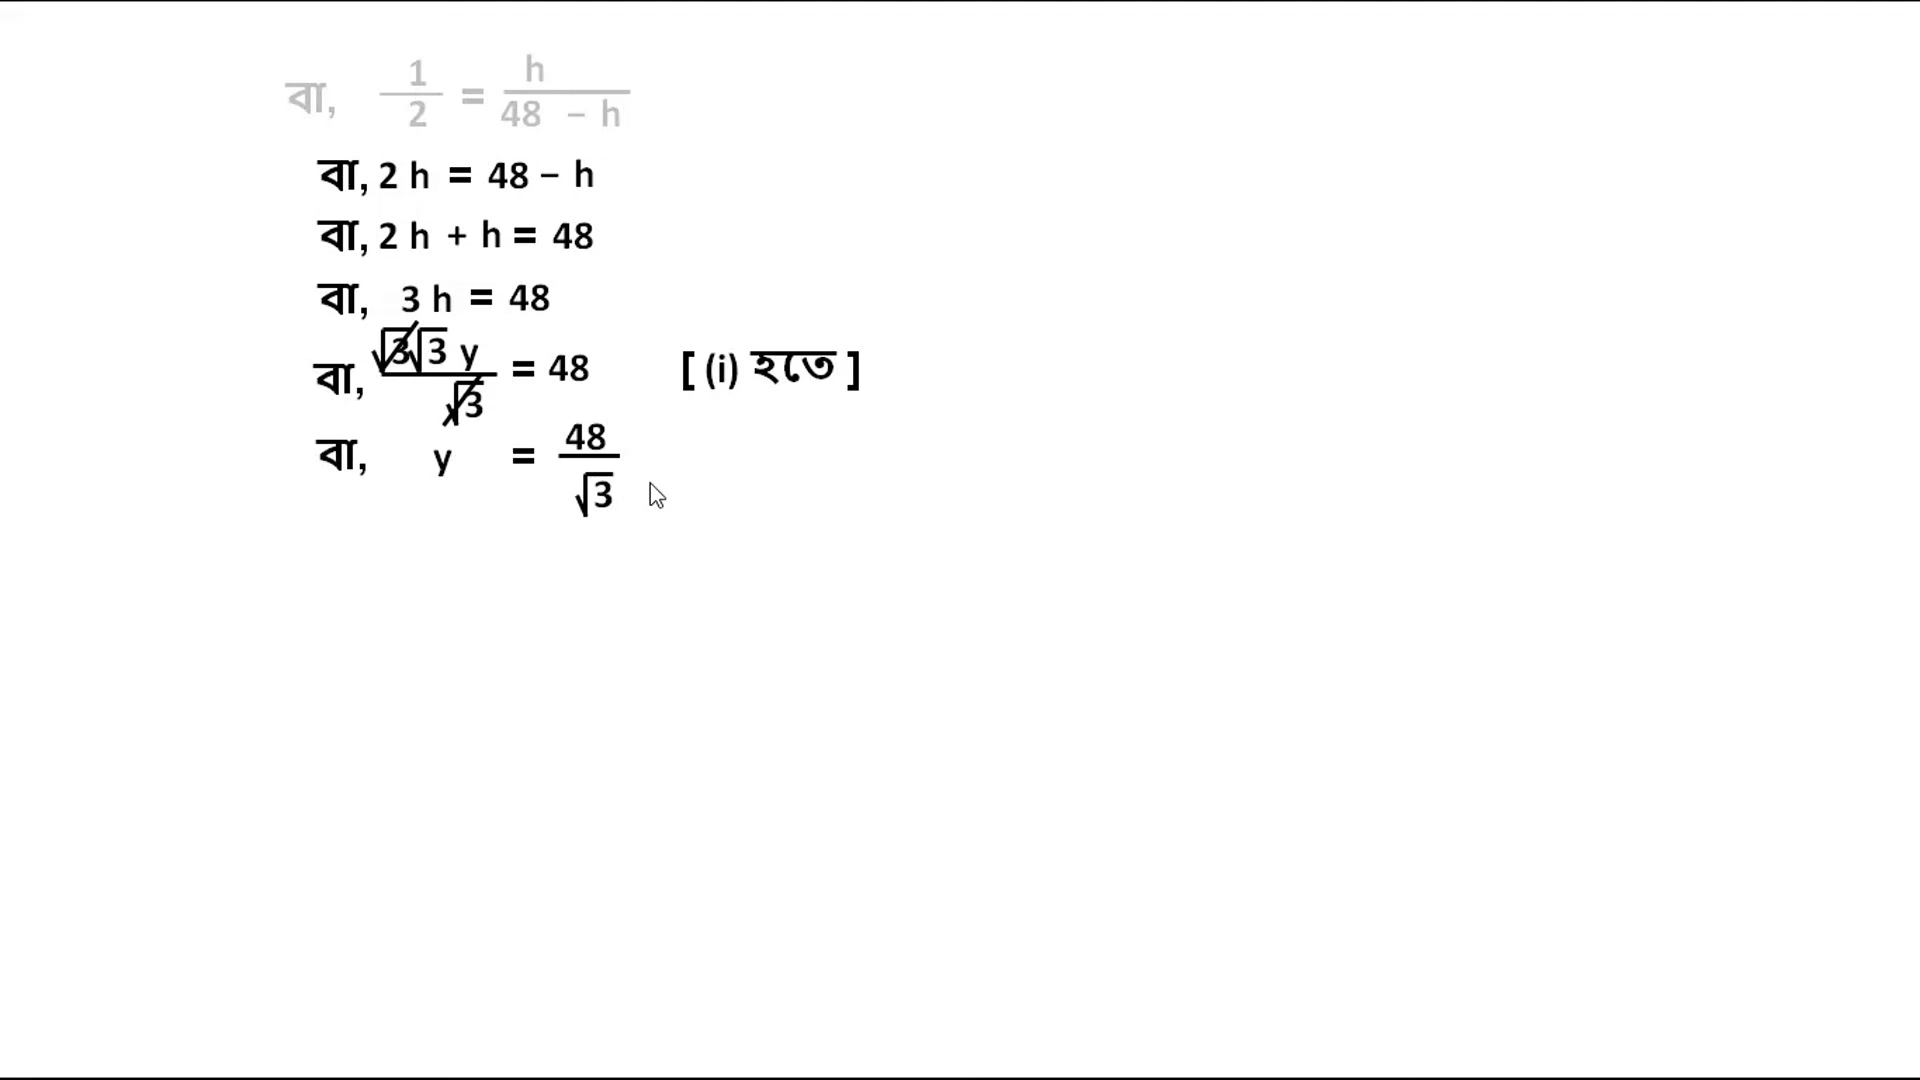 বা, 1/2 = h/(48 − h)
বা, 2 h = 48 − h
বা, 2 h + h = 48
বা, 3 h = 48
বা, √3 √3 y / √3 = 48 [ (i) হতে ]
বা, y = 48/√3